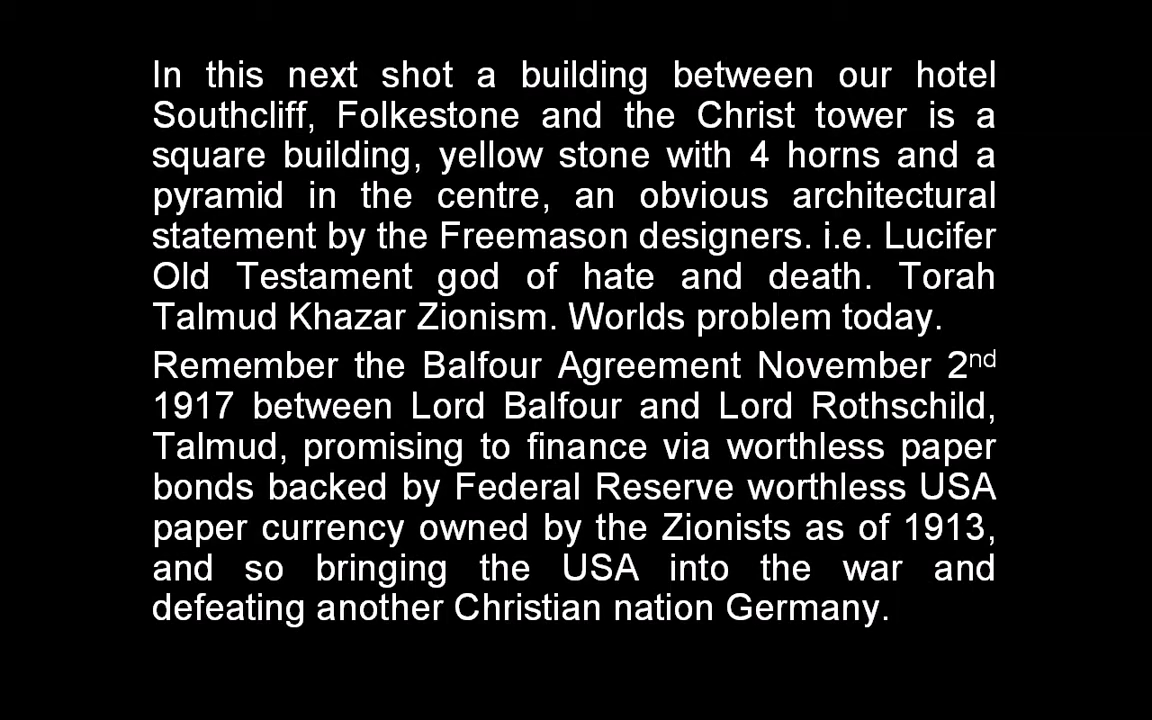 In this next shot a building between our hotel
Southcliff, Folkestone and the Christ tower is a
square building, yellow stone with 4 horns and a
pyramid in the centre, an obvious architectural
statement by the Freemason designers. i.e. Lucifer
Old Testament god of hate and death. Torah
Talmud Khazar Zionism. Worlds problem today.
Remember the Balfour Agreement November 2nd
1917 between Lord Balfour and Lord Rothschild,
Talmud, promising to finance via worthless paper
bonds backed by Federal Reserve worthless USA
paper currency owned by the Zionists as of 1913,
and so bringing the USA into the war and
defeating another Christian nation Germany.